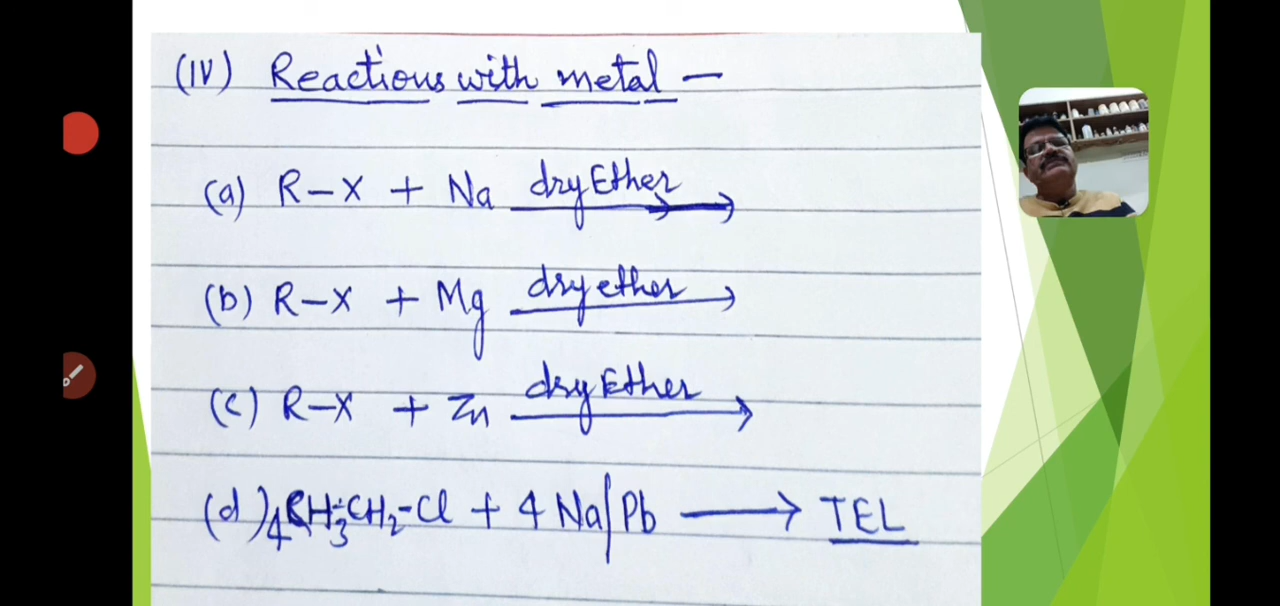 (IV) Reactions with metal –
(a) R–X + Na dry Ether →
(b) R–X + Mg dry ether →
(c) R–X + Zn dry Ether →
(d) 4CH₃-CH₂-Cl + 4 Na/Pb → TEL